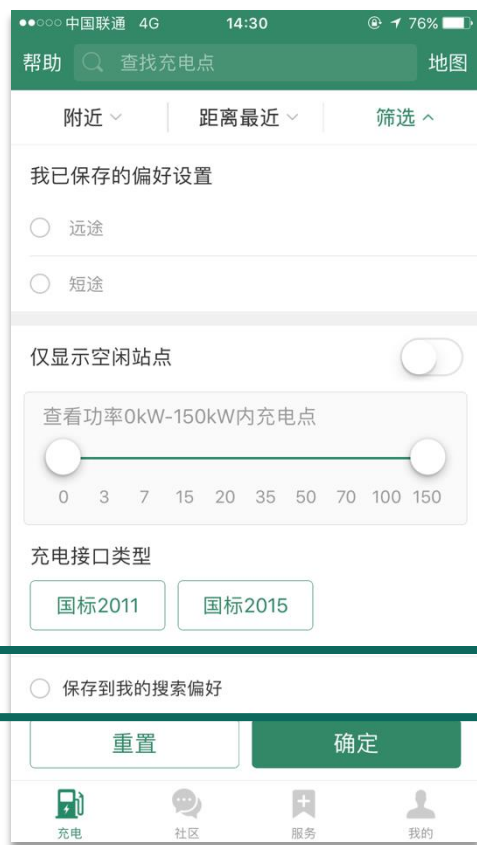 中国联通 4G 14:30 76%
帮助 查找充电点 地图
附近 距离最近 筛选
我已保存的偏好设置
远途
短途
仅显示空闲站点
查看功率0kW-150kW内充电点
0 3 7 15 20 35 50 70 100 150
充电接口类型
国标2011 国标2015
保存到我的搜索偏好
重置 确定
充电 社区 服务 我的